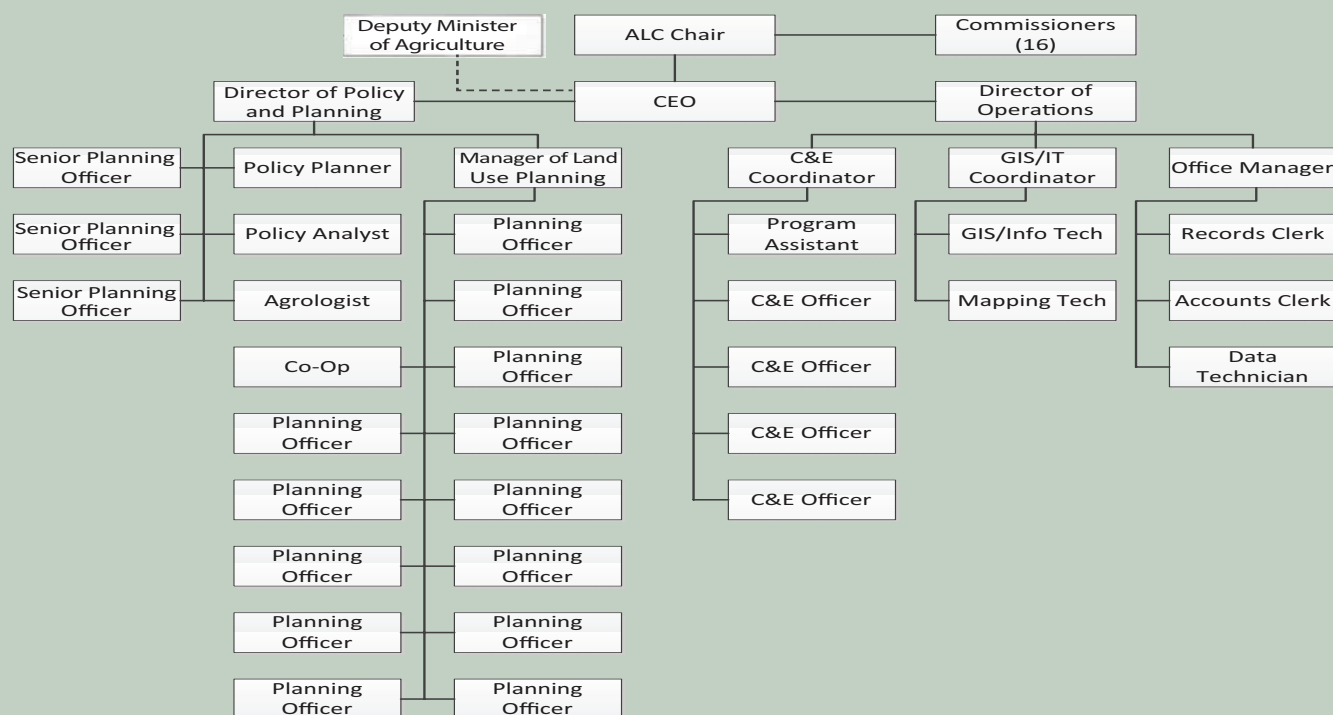 Deputy Minister
of Agriculture
ALC Chair
Commissioners
(16)
Director of Policy
and Planning
CEO
Director of
Operations
Senior Planning
Officer
Policy Planner
Manager of Land
Use Planning
C&E
Coordinator
GIS/IT
Coordinator
Office Manager
Senior Planning
Officer
Policy Analyst
Planning
Officer
Program
Assistant
GIS/Info Tech
Records Clerk
Senior Planning
Officer
Agrologist
Planning
Officer
C&E Officer
Mapping Tech
Accounts Clerk
Co-Op
Planning
Officer
C&E Officer
Data
Technician
Planning
Officer
Planning
Officer
C&E Officer
Planning
Officer
Planning
Officer
C&E Officer
Planning
Officer
Planning
Officer
Planning
Officer
Planning
Officer
Planning
Officer
Planning
Officer